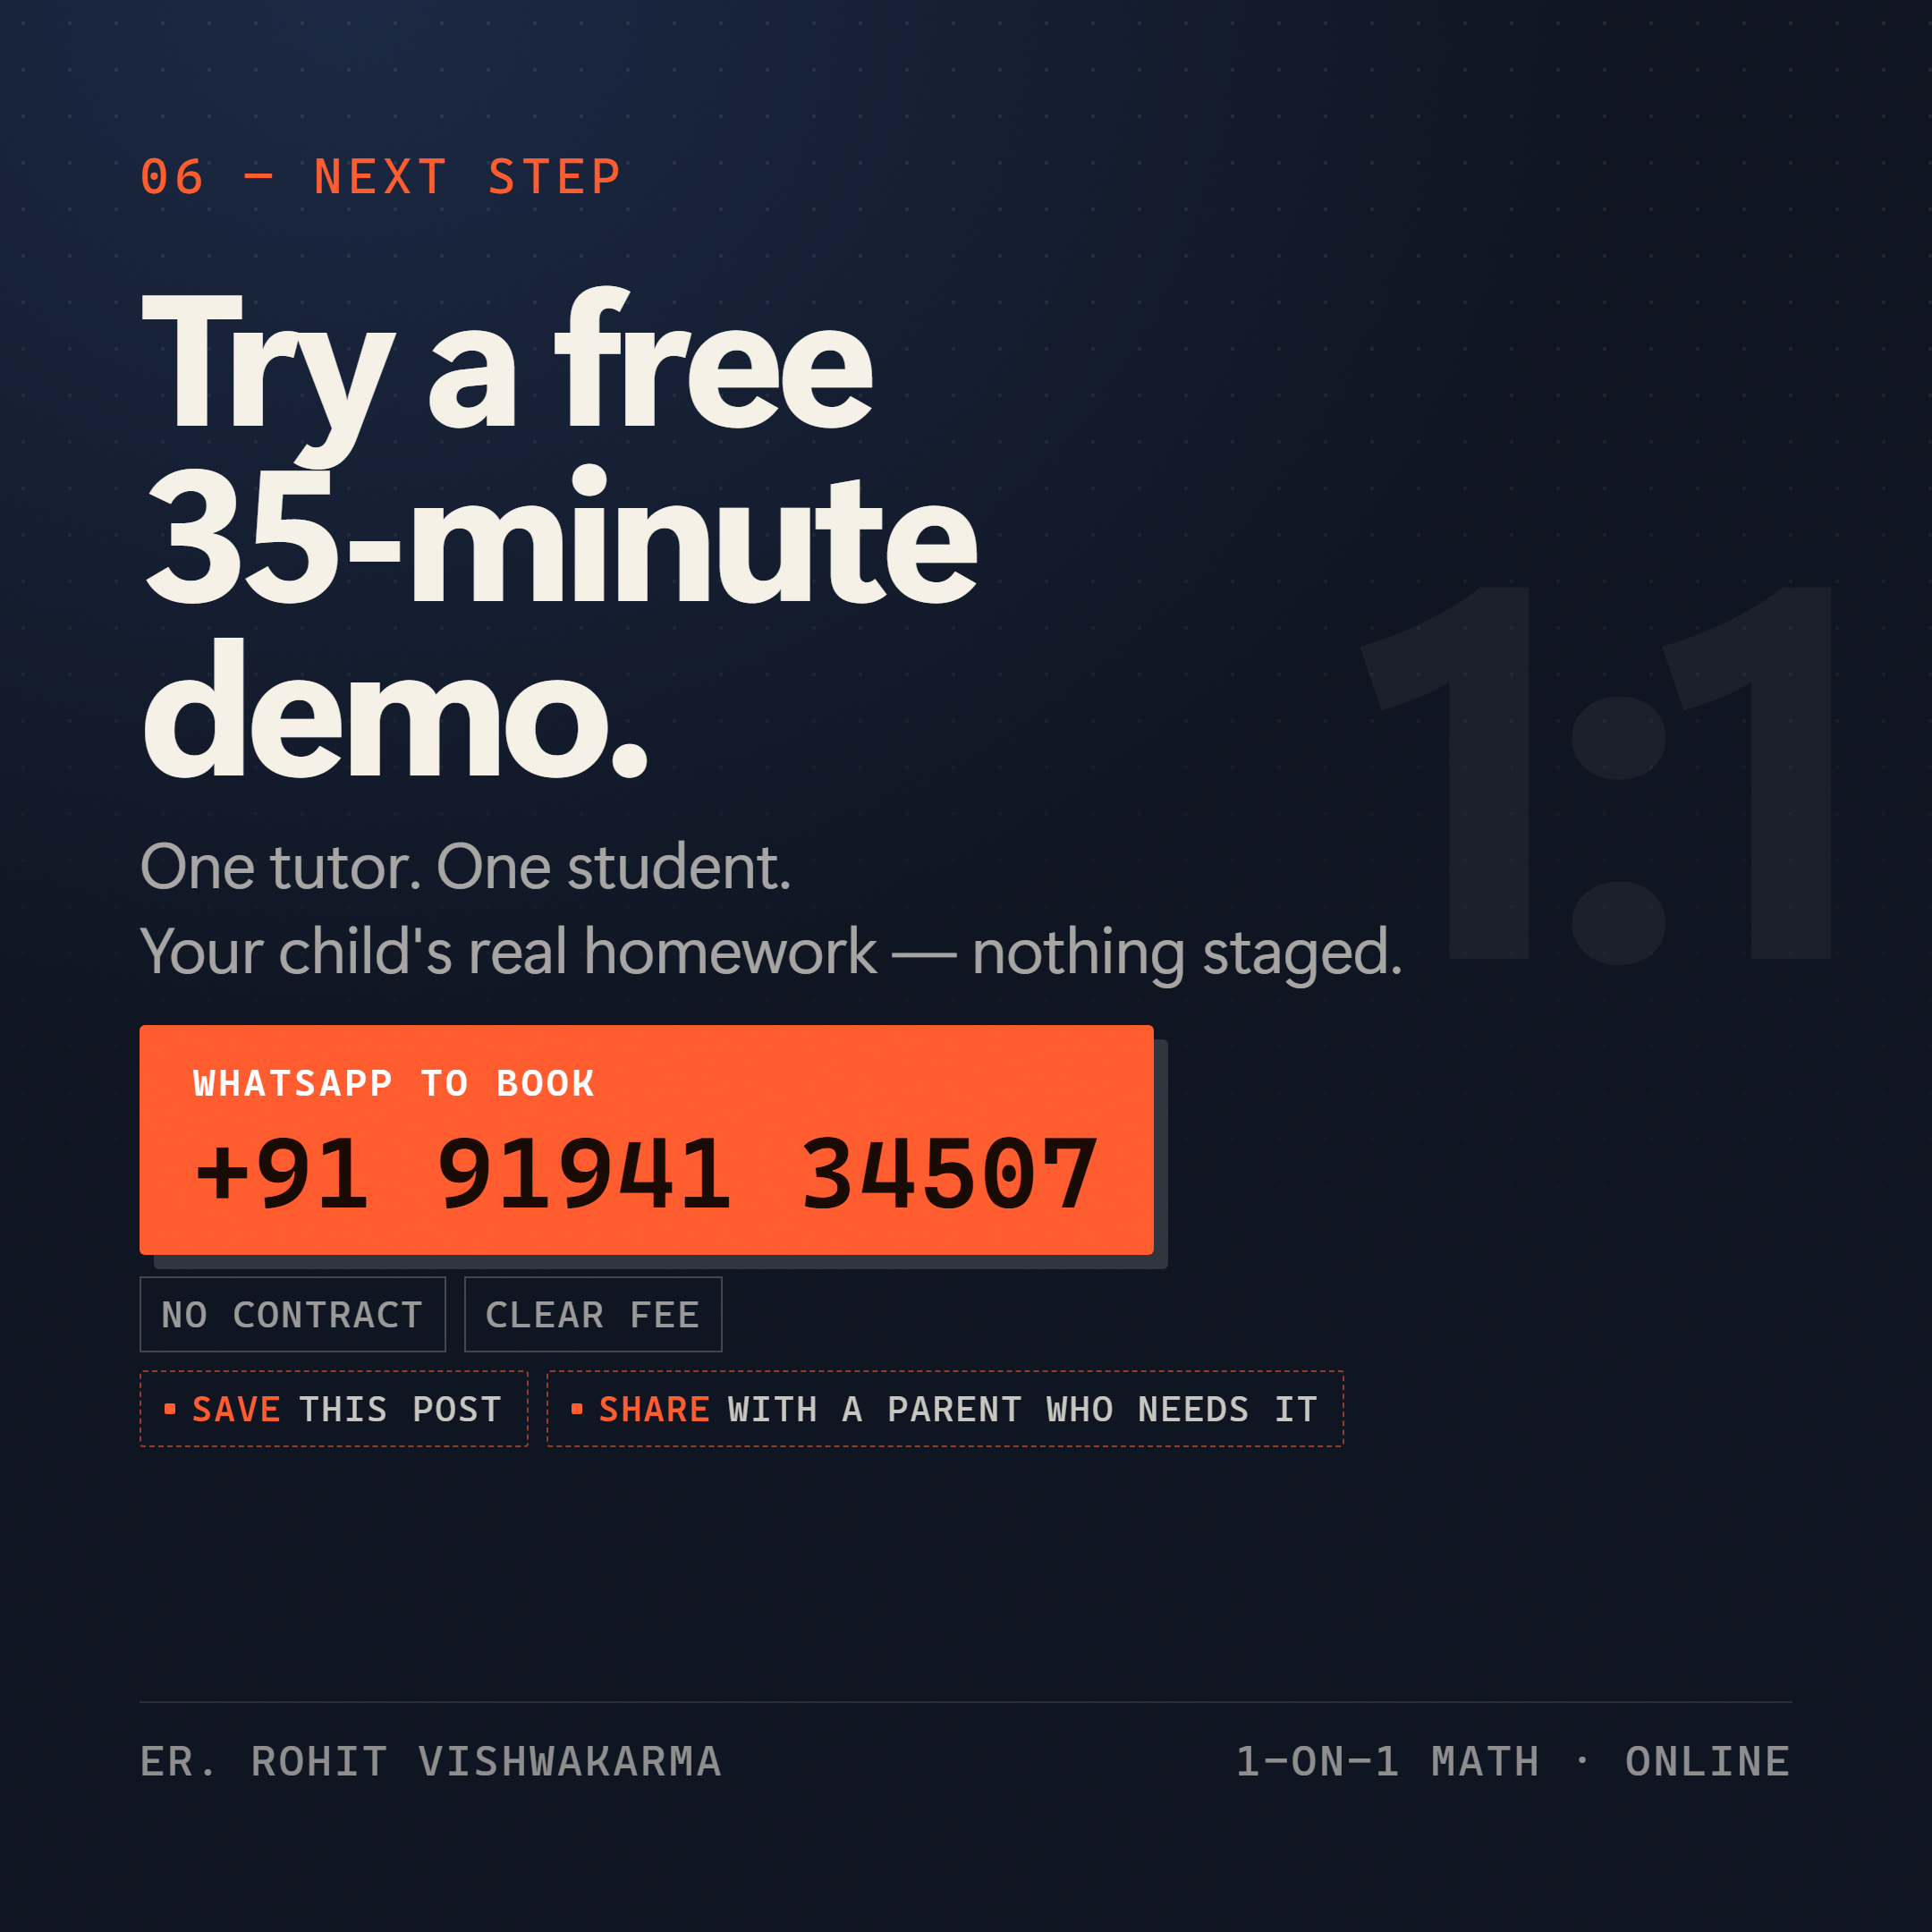 06 — NEXT STEP
Try a free
35-minute
demo.
1:1
One tutor. One student.
Your child's real homework — nothing staged.
WHATSAPP TO BOOK
+91 91941 34507
NO CONTRACT CLEAR FEE
SAVE THIS POST SHARE WITH A PARENT WHO NEEDS IT
ER. ROHIT VISHWAKARMA 1-ON-1 MATH · ONLINE